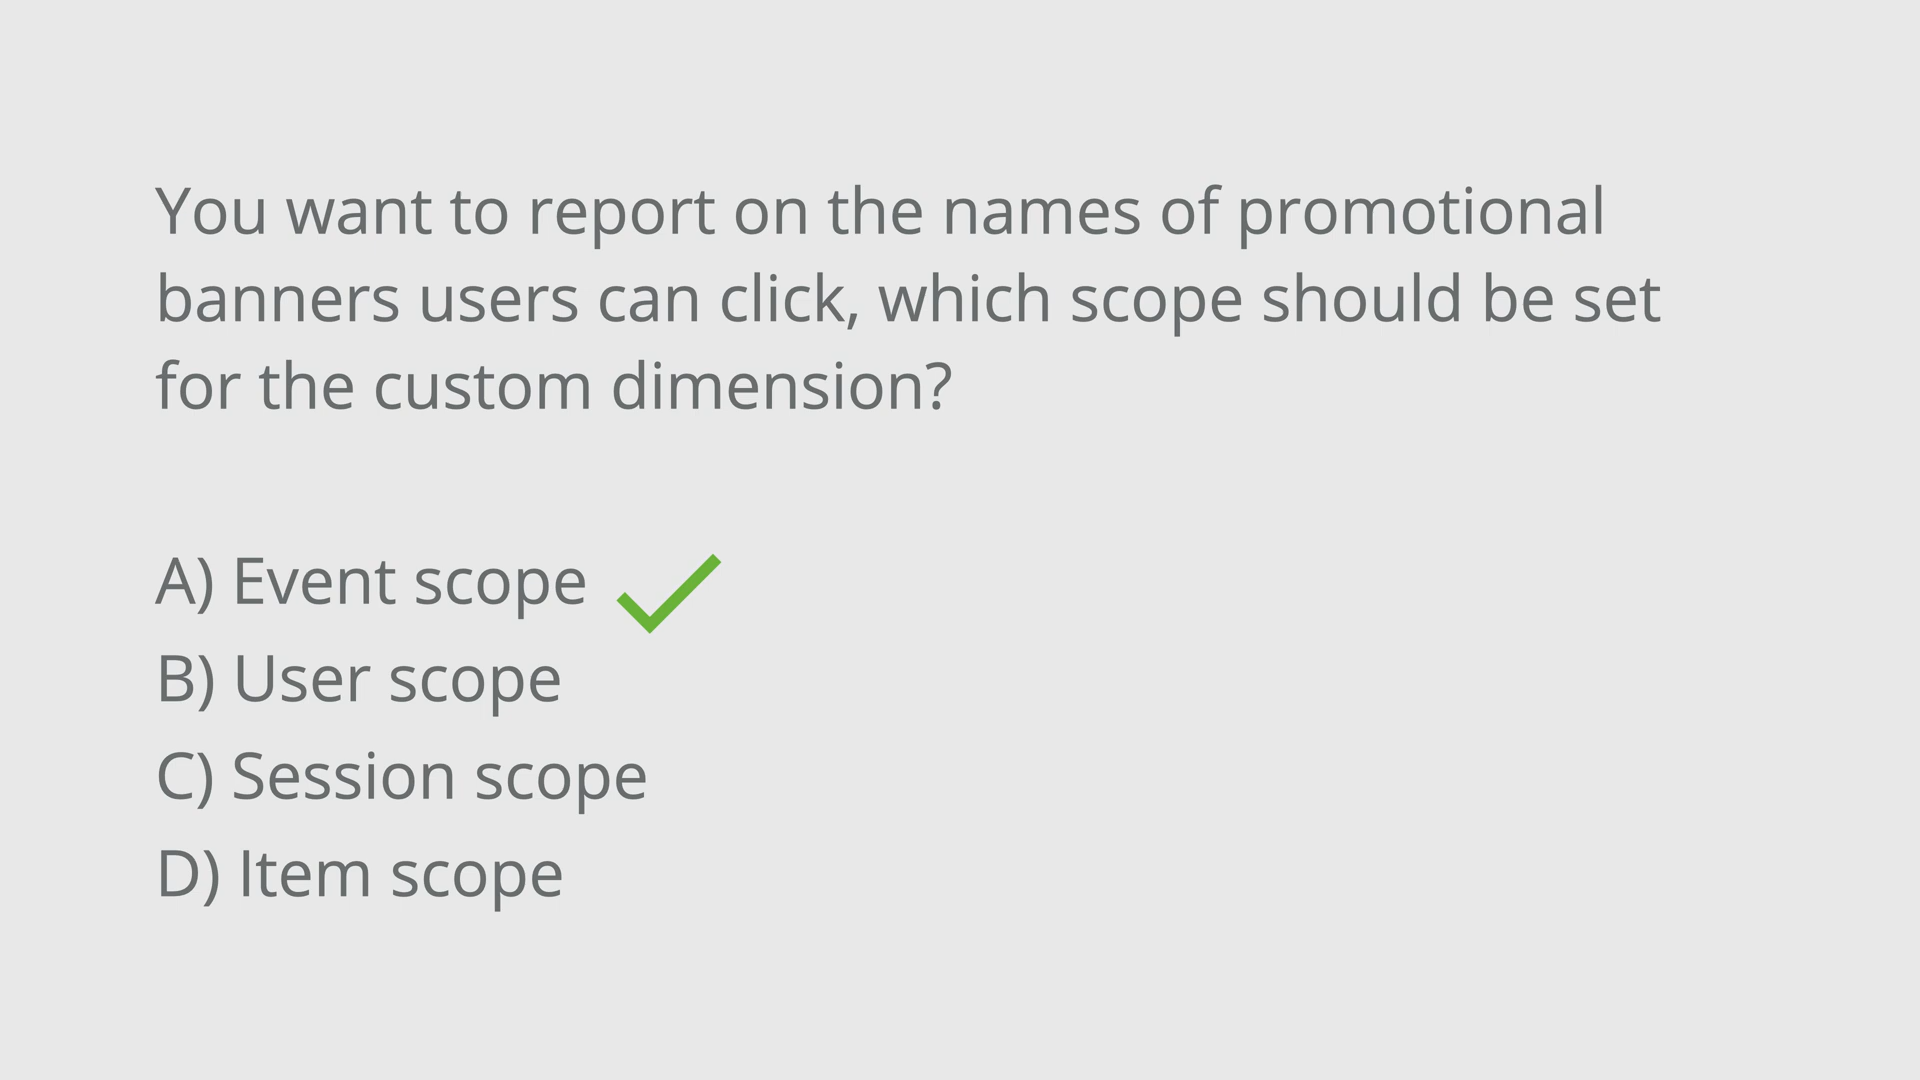 You want to report on the names of promotional
banners users can click, which scope should be set
for the custom dimension?
A) Event scope
B) User scope
C) Session scope
D) Item scope